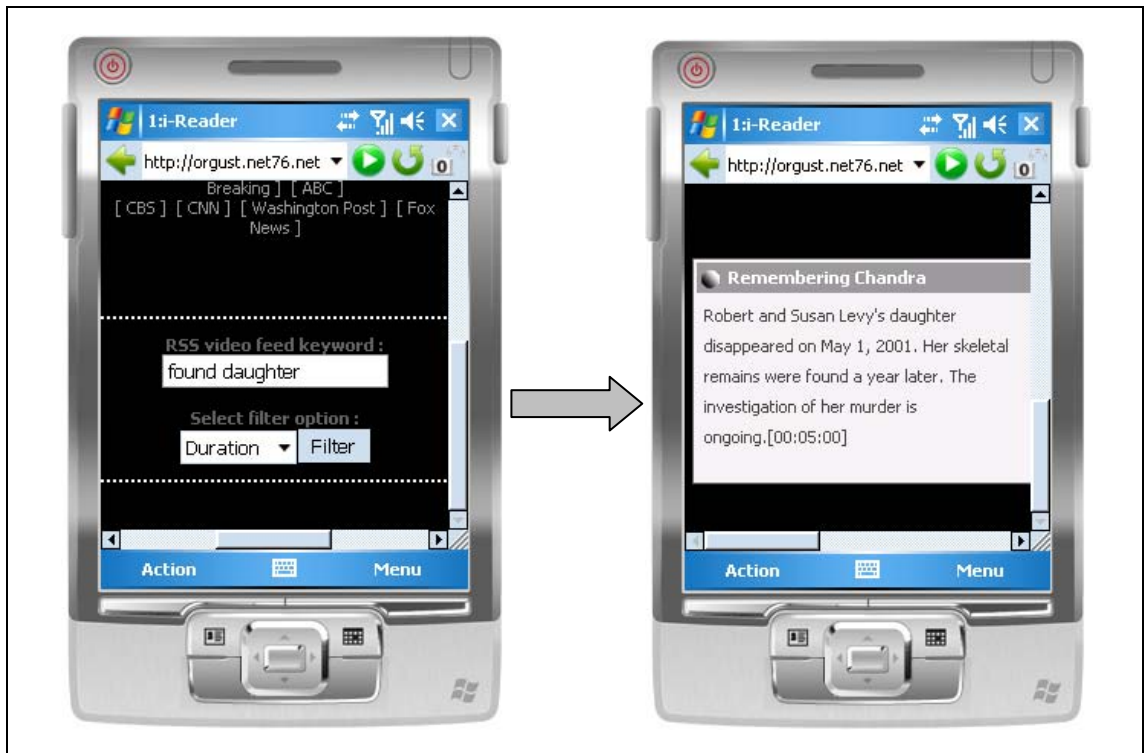 1:i-Reader
http://orgust.net76.net
Breaking ] [ ABC ]
[ CBS ] [ CNN ] [ Washington Post ] [ Fox
News ]
RSS video feed keyword :
found daughter
Select filter option :
Duration Filter
Action Menu
1:i-Reader
http://orgust.net76.net
Remembering Chandra
Robert and Susan Levy's daughter
disappeared on May 1, 2001. Her skeletal
remains were found a year later. The
investigation of her murder is
ongoing.[00:05:00]
Action Menu